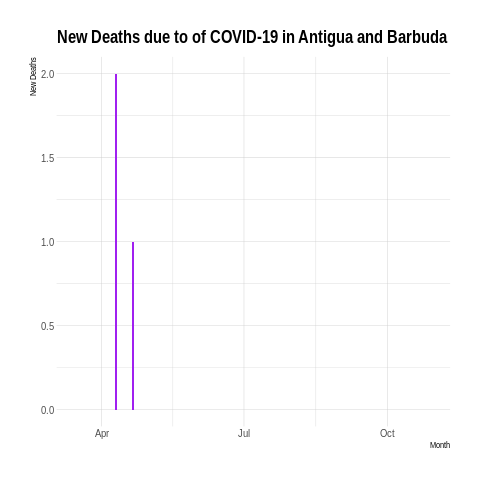 New Deaths due to of COVID-19 in Antigua and Barbuda
New Deaths
2.0
1.5
1.0
0.5
0.0
Apr Jul Oct
Month